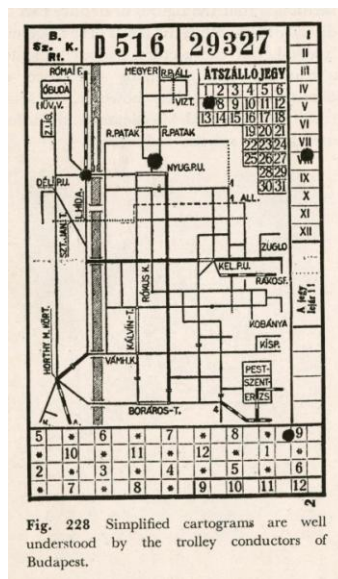 B.
Sz. K.
Rt.
D 516
29327
I
II
III
IV
V
VI
VII
IX
X
XI
XII
ÁTSZÁLLÓJEGY
1 2 3 4 5 6
8 9 10 11 12
13 14 15 16 17 18
19 20 21
22 23 24
25 26 27
28 29
30 31
RÓMAI F.
MEGYER
VIZT.
ÓBUDA
R.PATAK
R.PATAK
NYUG.P.U.
DÉLI P.U.
L. HÍD A.
SZT.JAN.T.
ALL.
ZUGLÓ
KEL.P.U.
RÁKOSF.
RÓKUS K.
KÁLVIN-T.
KŐBÁNYA
KISP.
VÁMH.K.
HORTHY M. KÖRT.
PEST-
SZENT-
BORÁROS-T.
A jegy
lejár !!
5 * 6 * 7 * 8 * 9
* 10 * 11 * 12 * 1 *
2 * 3 * 4 * 5 * 6
* 7 * 8 * 9 10 11 12
2
Fig. 228 Simplified cartograms are well
understood by the trolley conductors of
Budapest.